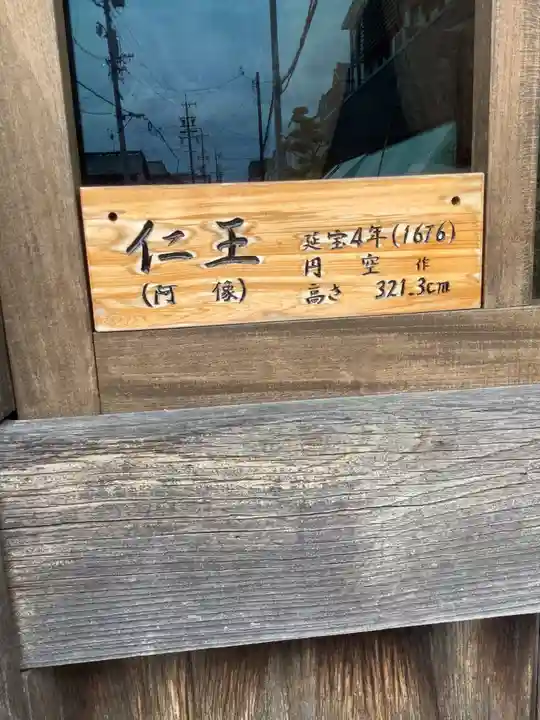 仁王
(阿 像)
延宝4年(1676)
円 空 作
高さ 321.3cm